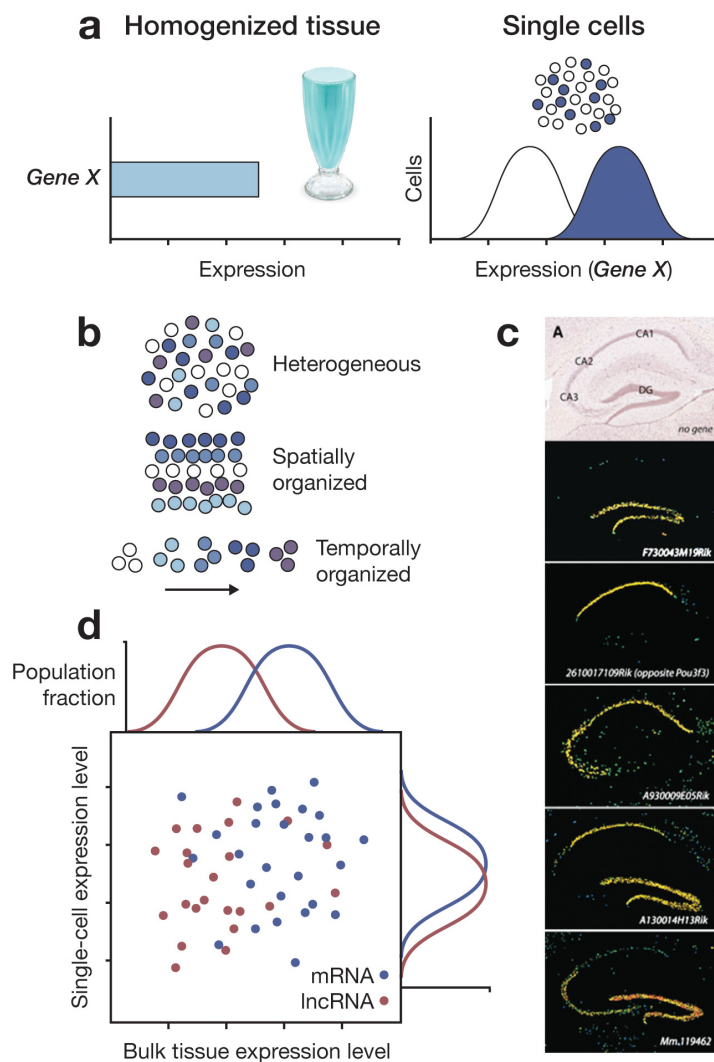 a
Homogenized tissue
Single cells
Gene X
Expression
Cells
Expression (Gene X)
b
Heterogeneous
Spatially
organized
Temporally
organized
c
A
CA1
CA2
CA3
DG
no gene
F730043M19Rik
2610017109Rik (opposite Pou3f3)
A930009E05Rik
A130014H13Rik
Mm.119462
d
Population
fraction
Single-cell expression level
mRNA
lncRNA
Bulk tissue expression level